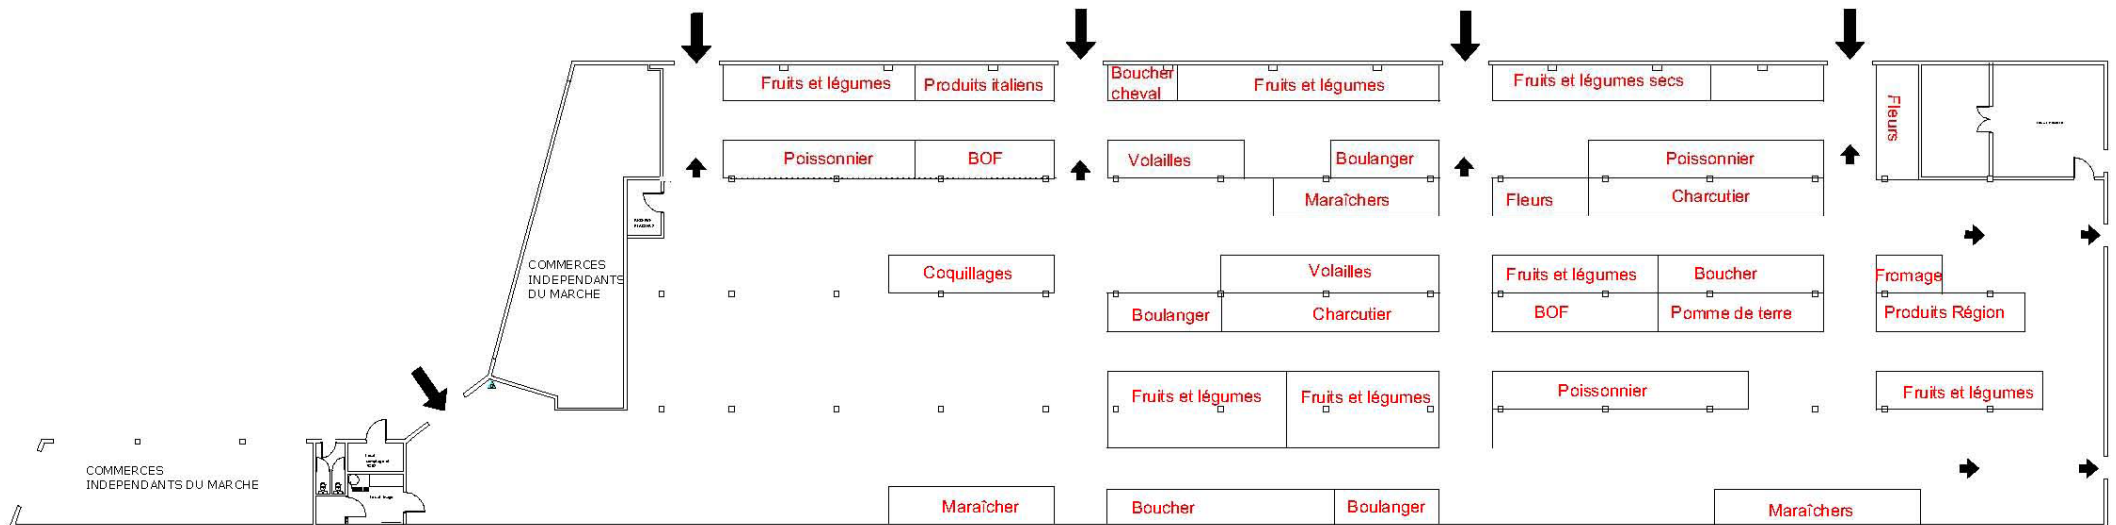 Fruits et légumes
Produits italiens
Boucher
cheval
Fruits et légumes
Fruits et légumes secs
Fleurs
Poissonnier
BOF
Volailles
Boulanger
Poissonnier
Maraîchers
Fleurs
Charcutier
COMMERCES
INDEPENDANTS
DU MARCHE
Coquillages
Volailles
Fruits et légumes
Boucher
Fromage
Boulanger
Charcutier
BOF
Pomme de terre
Produits Région
Fruits et légumes
Fruits et légumes
Poissonnier
Fruits et légumes
COMMERCES
INDEPENDANTS DU MARCHE
Maraîcher
Boucher
Boulanger
Maraîchers